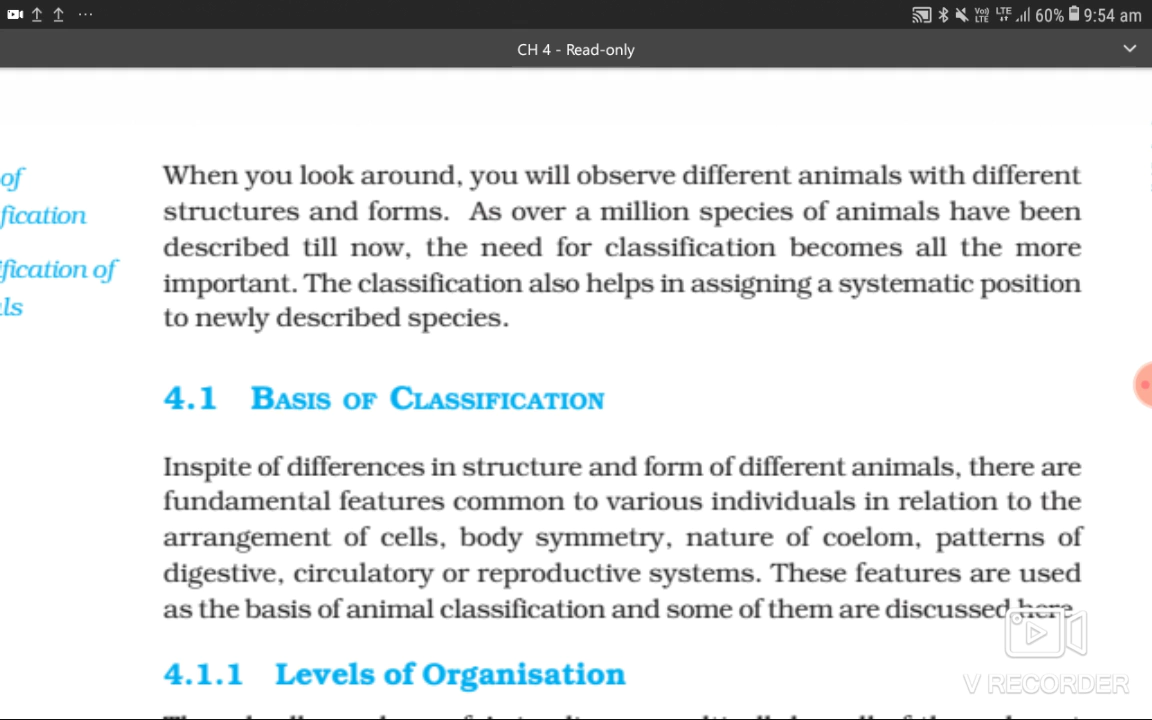 60% 9:54 am
CH 4 - Read-only
of
fication
ification of
ls
When you look around, you will observe different animals with different
structures and forms. As over a million species of animals have been
described till now, the need for classification becomes all the more
important. The classification also helps in assigning a systematic position
to newly described species.
4.1 BASIS OF CLASSIFICATION
Inspite of differences in structure and form of different animals, there are
fundamental features common to various individuals in relation to the
arrangement of cells, body symmetry, nature of coelom, patterns of
digestive, circulatory or reproductive systems. These features are used
as the basis of animal classification and some of them are discussed here.
4.1.1 Levels of Organisation
V RECORDER